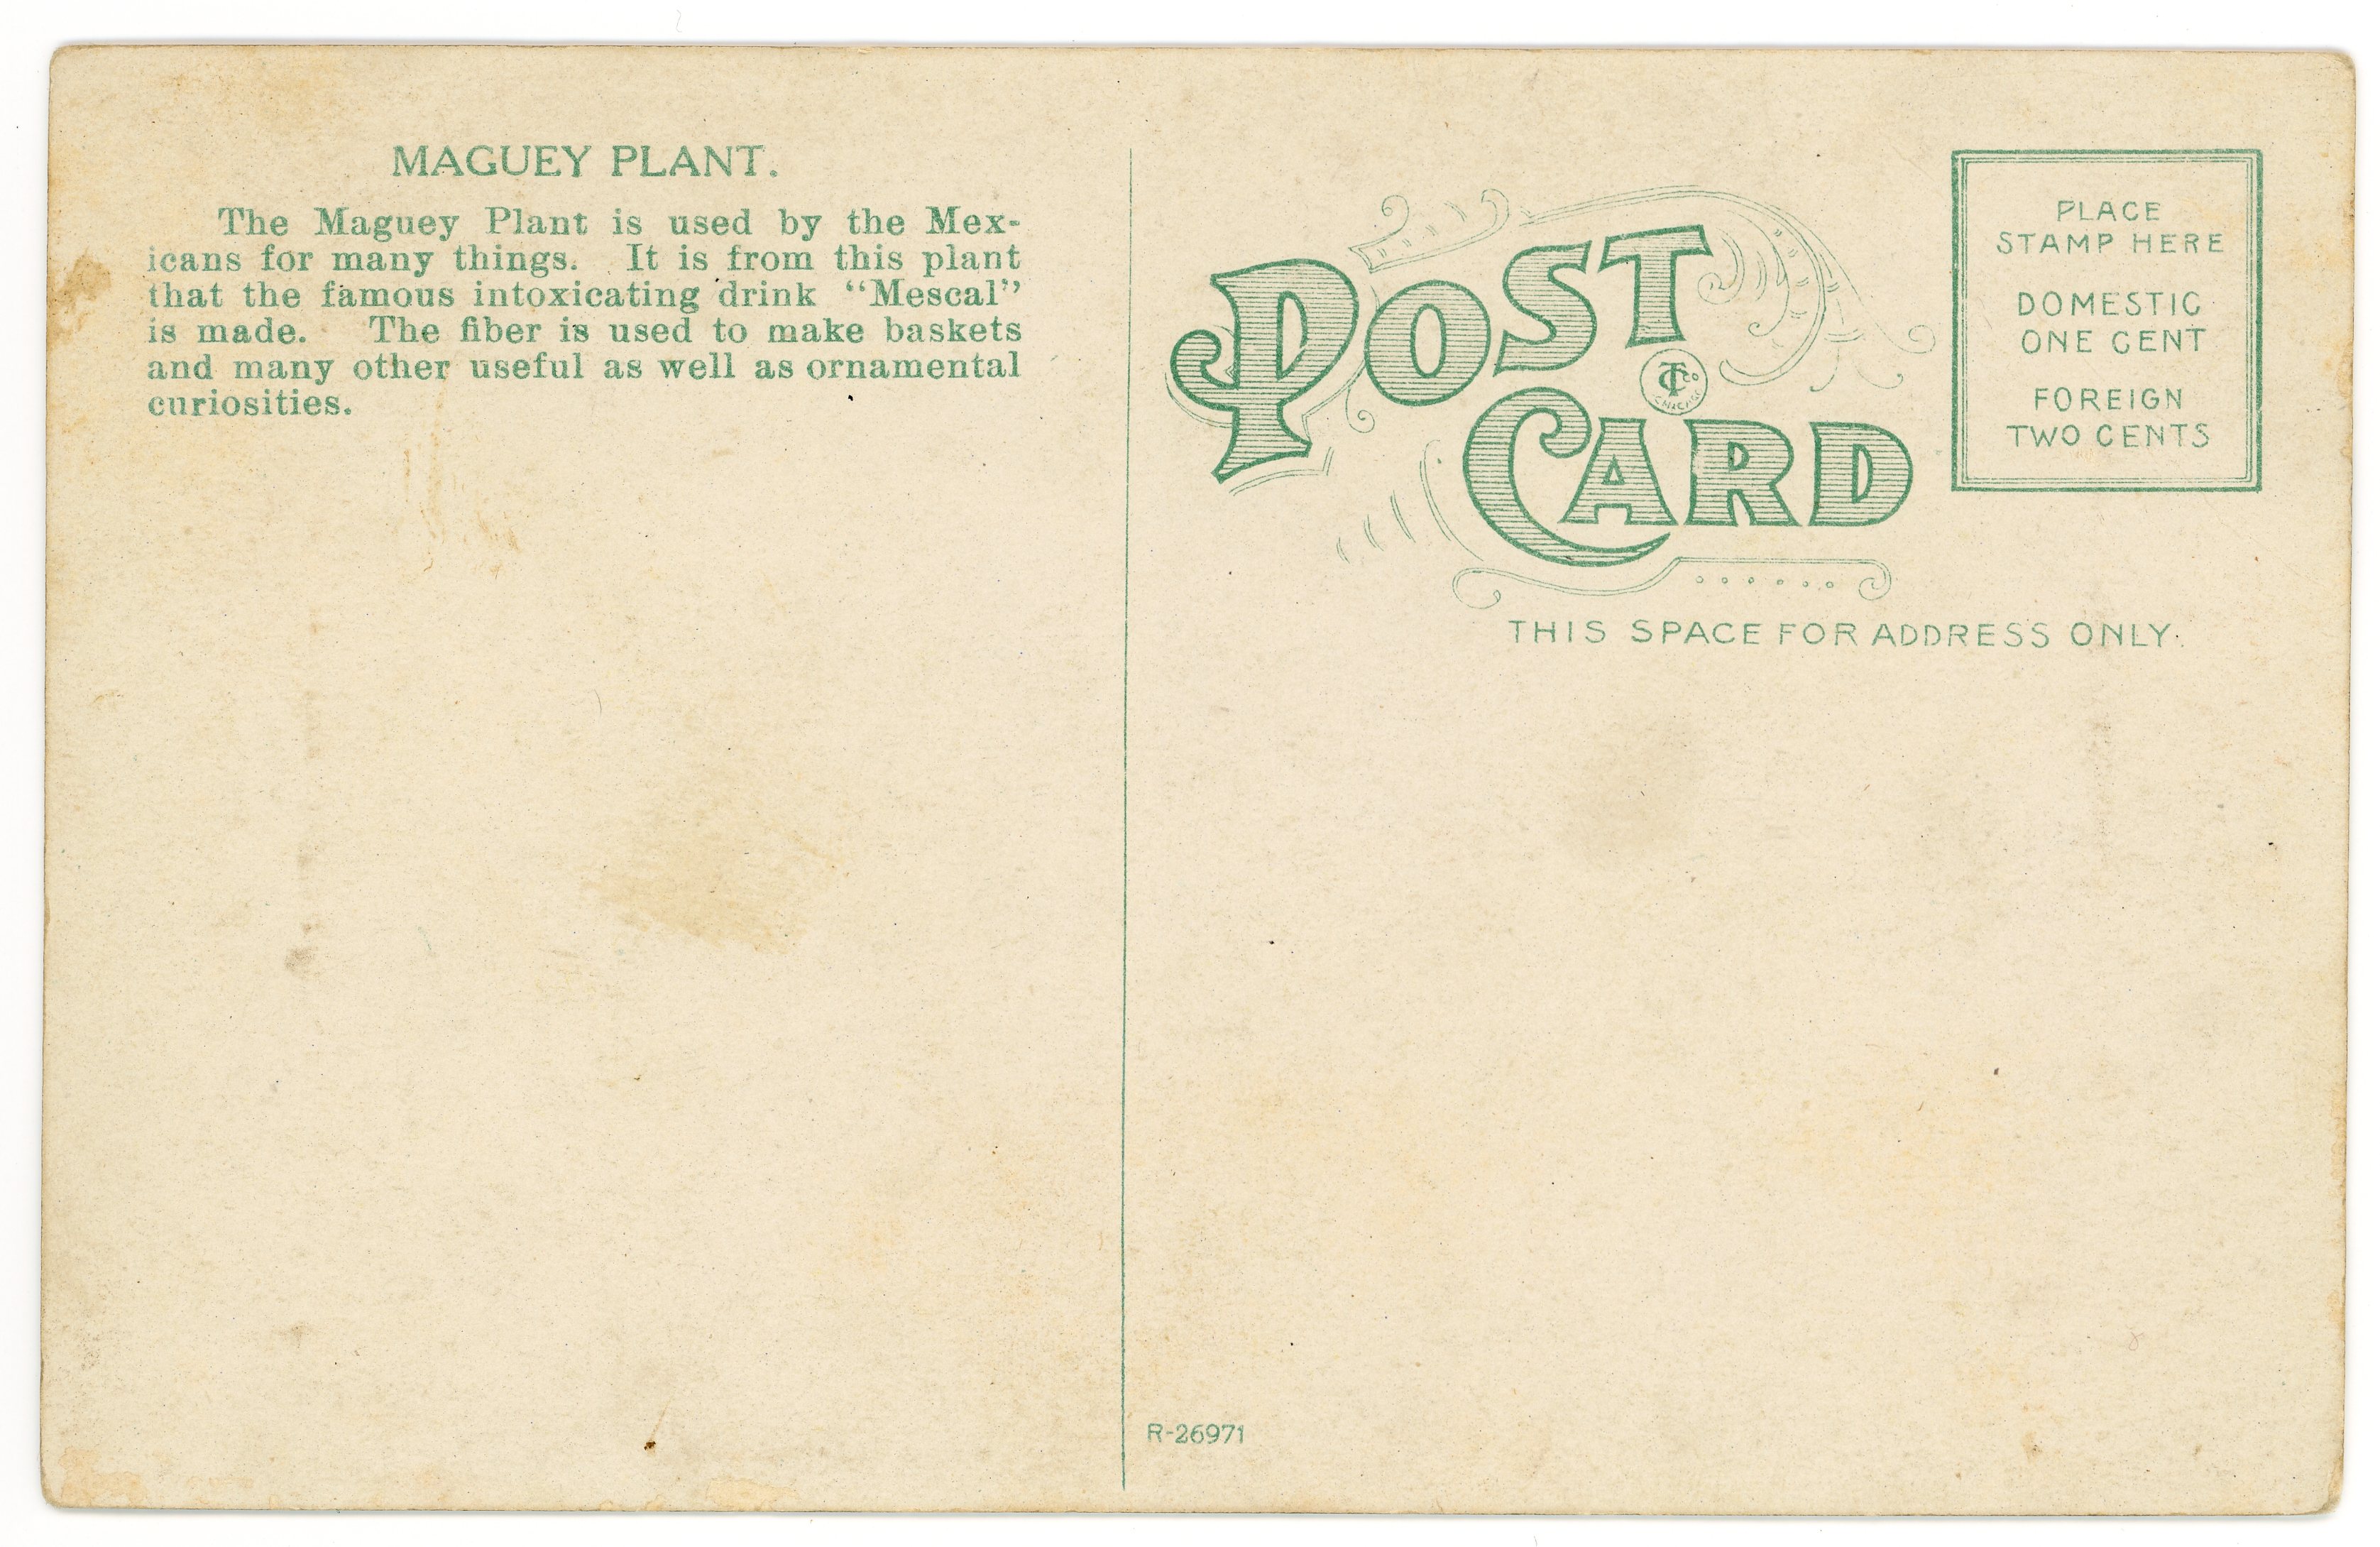 MAGUEY PLANT.
The Maguey Plant is used by the Mex-
icans for many things. It is from this plant
that the famous intoxicating drink “Mescal”
is made. The fiber is used to make baskets
and many other useful as well as ornamental
curiosities.
POST
CARD
CT Co
CHICAGO
PLACE
STAMP HERE
DOMESTIC
ONE CENT
FOREIGN
TWO CENTS
THIS SPACE FOR ADDRESS ONLY.
R-26971